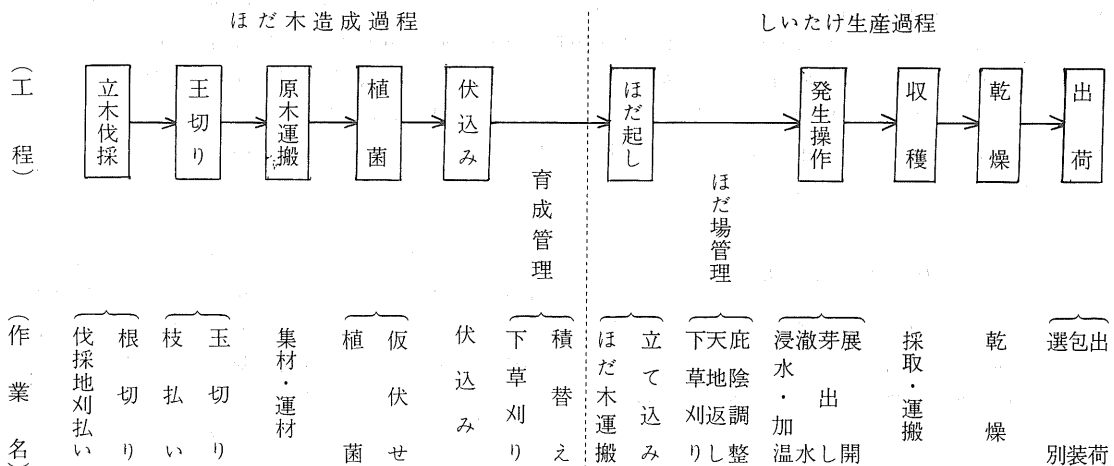 ほだ木造成過程
しいたけ生産過程
（工程）
立木伐採
王切り
原木運搬
植菌
伏込み
ほだ起し
発生操作
収穫
乾燥
出荷
育成管理
ほだ場管理
（作業名）
伐採地刈払い
根切り
枝払い
玉切り
集材・運材
植菌
仮伏せ
伏込み
下草刈り
積替え
ほだ木運搬
立て込み
下草刈り
天地返し
庇陰調整
浸水・加温
澉水
芽出し
展開
採取・運搬
乾燥
選別
包装
出荷